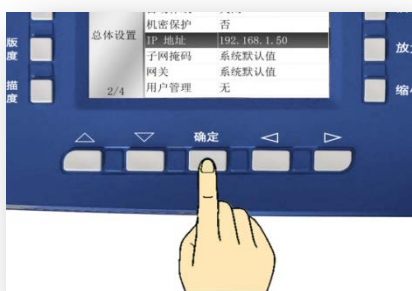 机密保护 否
总体设置
IP 地址 192.168.1.50
子网掩码 系统默认值
网关 系统默认值
2/4 用户管理 无
版
度
描
度
放大
缩
确定